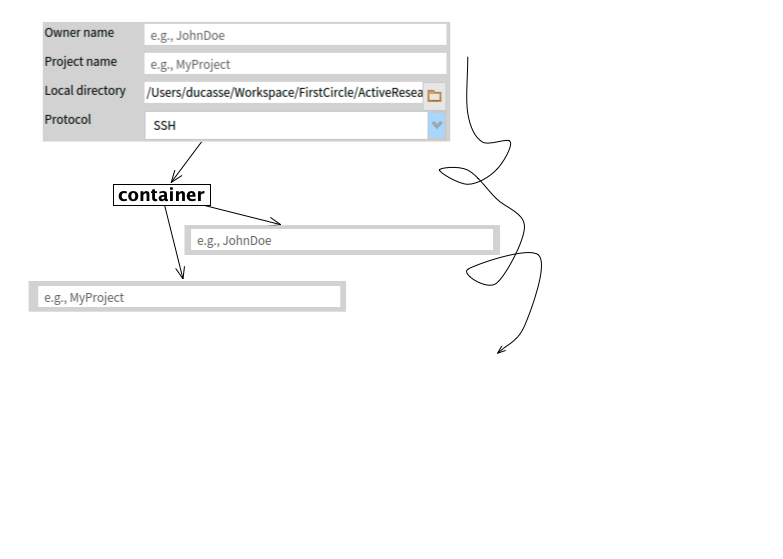 Owner name e.g., JohnDoe
Project name e.g., MyProject
Local directory /Users/ducasse/Workspace/FirstCircle/ActiveResea
Protocol SSH
container
e.g., JohnDoe
e.g., MyProject